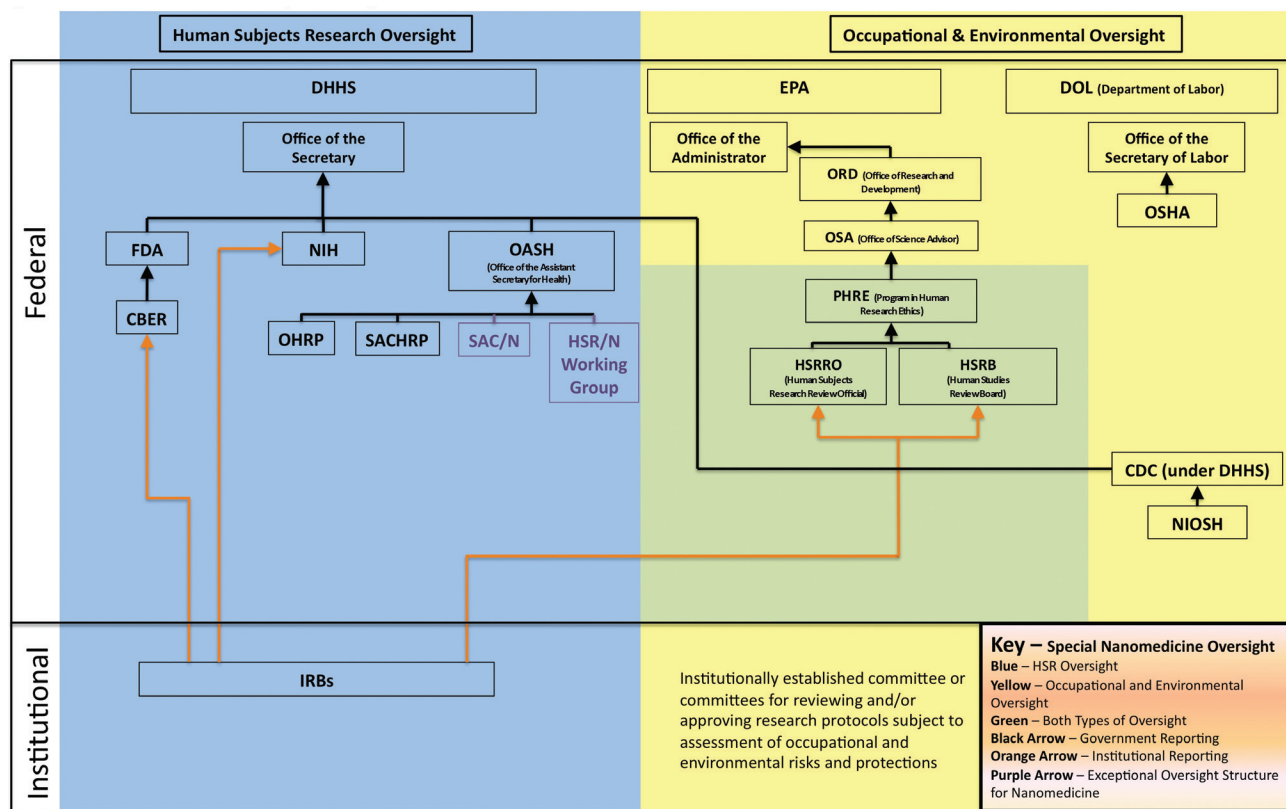 Human Subjects Research Oversight
Occupational & Environmental Oversight
Federal
DHHS
EPA
DOL (Department of Labor)
Office of the
Secretary
Office of the
Administrator
ORD (Office of Research and
Development)
Office of the
Secretary of Labor
OSHA
OSA (Office of Science Advisor)
FDA
NIH
OASH
(Office of the Assistant
Secretary for Health)
PHRE (Program in Human
Research Ethics)
CBER
OHRP
SACHRP
SAC/N
HSR/N
Working
Group
HSRRO
(Human Subjects
Research Review Official)
HSRB
(Human Studies
Review Board)
CDC (under DHHS)
NIOSH
Institutional
IRBs
Institutionally established committee or
committees for reviewing and/or
approving research protocols subject to
assessment of occupational and
environmental risks and protections
Key – Special Nanomedicine Oversight
Blue – HSR Oversight
Yellow – Occupational and Environmental
Oversight
Green – Both Types of Oversight
Black Arrow – Government Reporting
Orange Arrow – Institutional Reporting
Purple Arrow – Exceptional Oversight Structure
for Nanomedicine